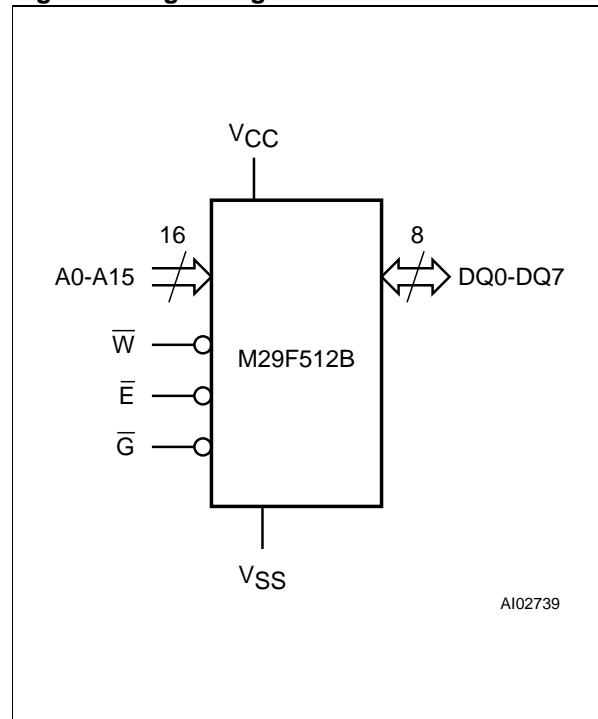 VCC
16
8
A0-A15
DQ0-DQ7
W̅
M29F512B
E̅
G̅
VSS
AI02739